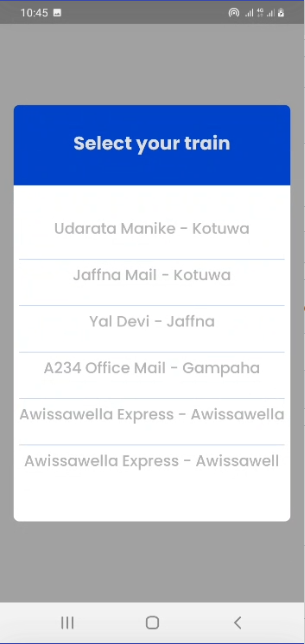 10:45
Select your train
Udarata Manike - Kotuwa
Jaffna Mail - Kotuwa
Yal Devi - Jaffna
A234 Office Mail - Gampaha
Awissawella Express - Awissawella
Awissawella Express - Awissawell